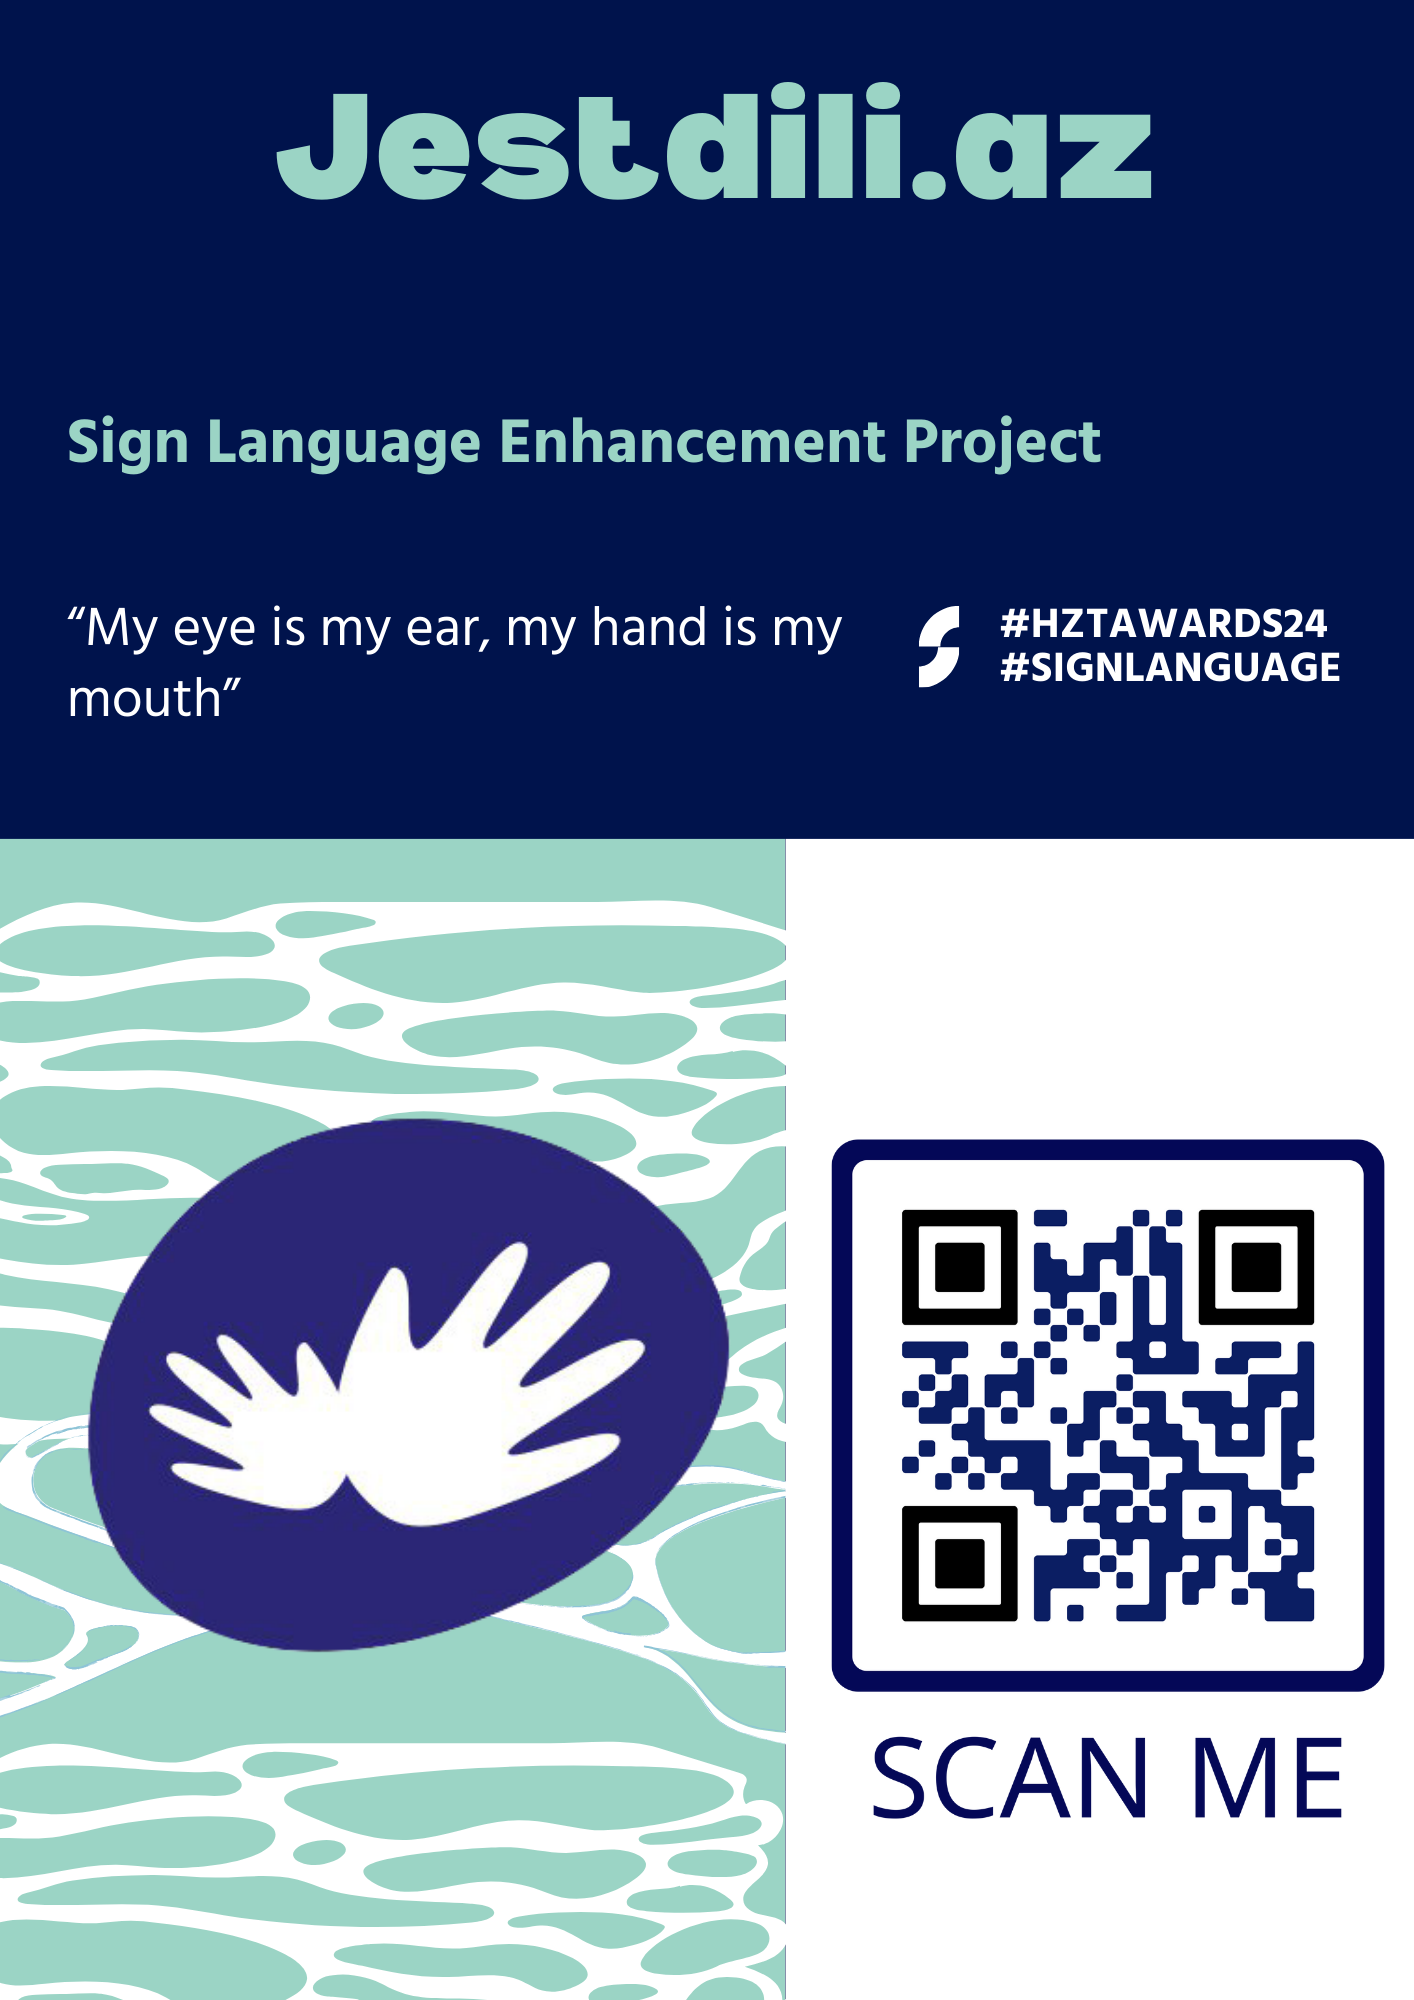 Jestdili.az
Sign Language Enhancement Project
“My eye is my ear, my hand is my
mouth”
#HZTAWARDS24
#SIGNLANGUAGE
SCAN ME